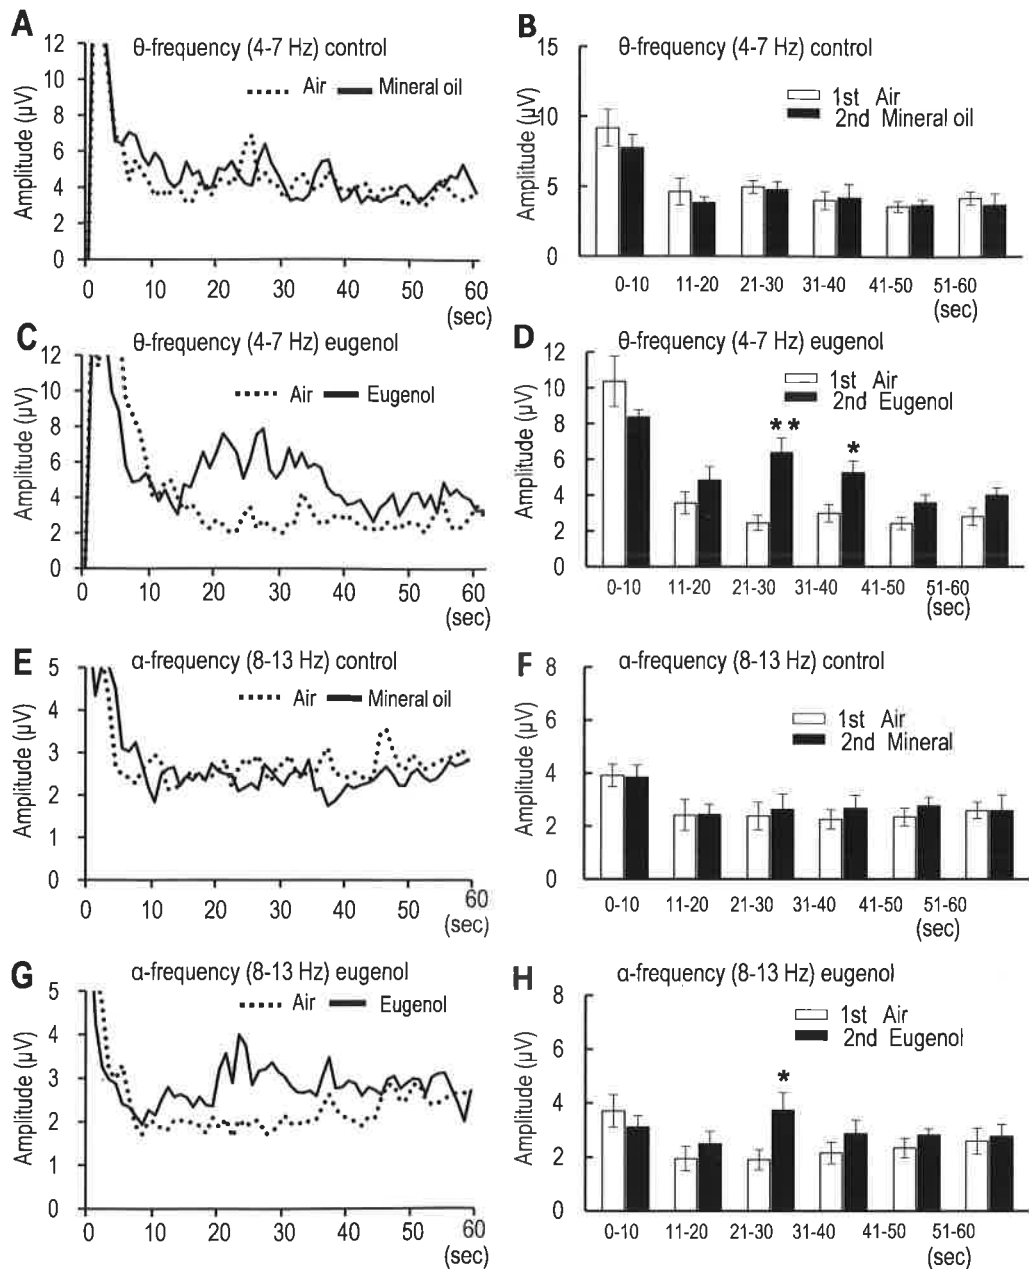 A
θ-frequency (4-7 Hz) control
Air Mineral oil
Amplitude (μV)
12
10
8
6
4
2
0
0 10 20 30 40 50 60
(sec)
B
θ-frequency (4-7 Hz) control
1st Air
2nd Mineral oil
Amplitude (μV)
15
10
5
0
0-10 11-20 21-30 31-40 41-50 51-60
(sec)
C
θ-frequency (4-7 Hz) eugenol
Air Eugenol
Amplitude (μV)
12
10
8
6
4
2
0
0 10 20 30 40 50 60
(sec)
D
θ-frequency (4-7 Hz) eugenol
1st Air
2nd Eugenol
Amplitude (μV)
12
10
8
6
4
2
0
**
*
0-10 11-20 21-30 31-40 41-50 51-60
(sec)
E
α-frequency (8-13 Hz) control
Air Mineral oil
Amplitude (μV)
5
4
3
2
1
0
0 10 20 30 40 50 60
(sec)
F
α-frequency (8-13 Hz) control
1st Air
2nd Mineral
Amplitude (μV)
8
6
4
2
0
0-10 11-20 21-30 31-40 41-50 51-60
(sec)
G
α-frequency (8-13 Hz) eugenol
Air Eugenol
Amplitude (μV)
5
4
3
2
1
0
0 10 20 30 40 50 60
(sec)
H
α-frequency (8-13 Hz) eugenol
1st Air
2nd Eugenol
Amplitude (μV)
8
6
4
2
0
*
0-10 11-20 21-30 31-40 41-50 51-60
(sec)